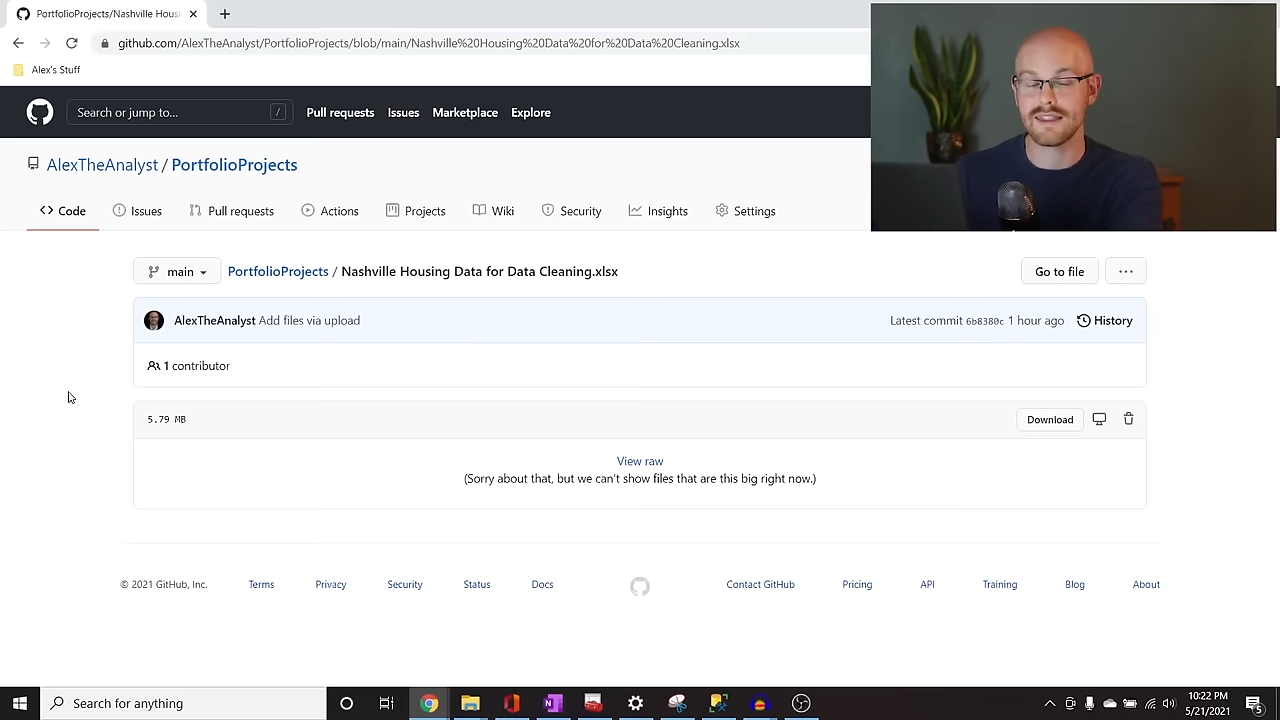 PortfolioProjects/Nashville Hous
github.com/AlexTheAnalyst/PortfolioProjects/blob/main/Nashville%20Housing%20Data%20for%20Data%20Cleaning.xlsx
Alex's Stuff
Search or jump to... /
Pull requests Issues Marketplace Explore
AlexTheAnalyst / PortfolioProjects
Code Issues Pull requests Actions Projects Wiki Security Insights Settings
main PortfolioProjects / Nashville Housing Data for Data Cleaning.xlsx Go to file
AlexTheAnalyst Add files via upload Latest commit 6b8380c 1 hour ago History
1 contributor
5.79 MB Download
View raw
(Sorry about that, but we can't show files that are this big right now.)
© 2021 GitHub, Inc. Terms Privacy Security Status Docs Contact GitHub Pricing API Training Blog About
Search for anything
10:22 PM
5/21/2021
5